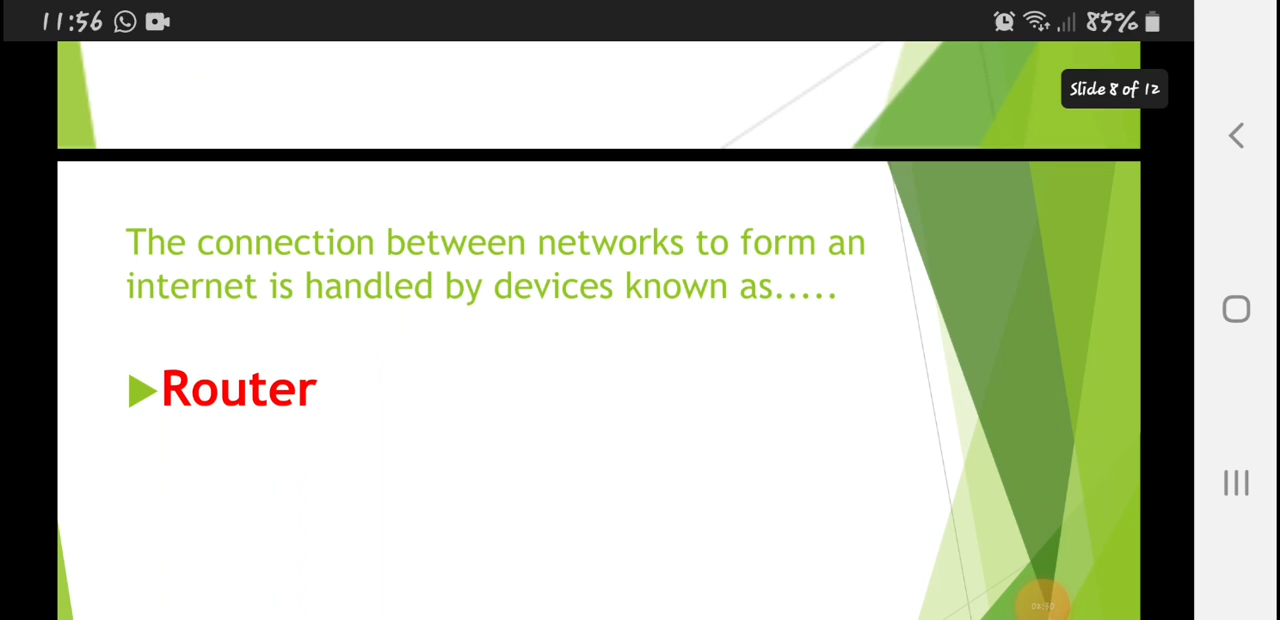 11:56
85%
Slide 8 of 12
The connection between networks to form an
internet is handled by devices known as.....
Router